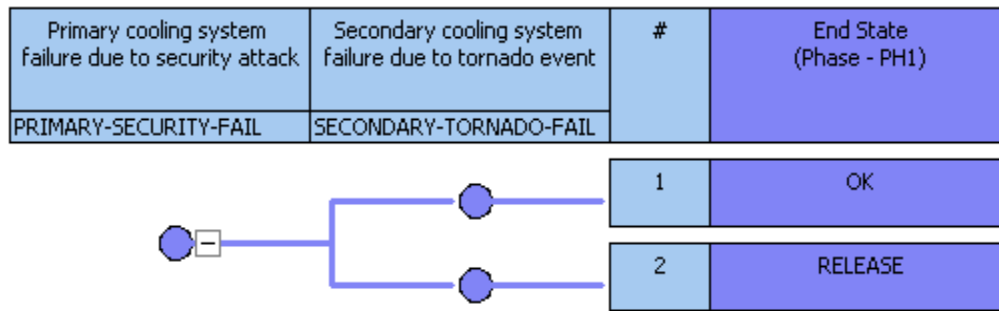 Primary cooling system
failure due to security attack
Secondary cooling system
failure due to tornado event
#
End State
(Phase - PH1)
PRIMARY-SECURITY-FAIL
SECONDARY-TORNADO-FAIL
1
OK
2
RELEASE